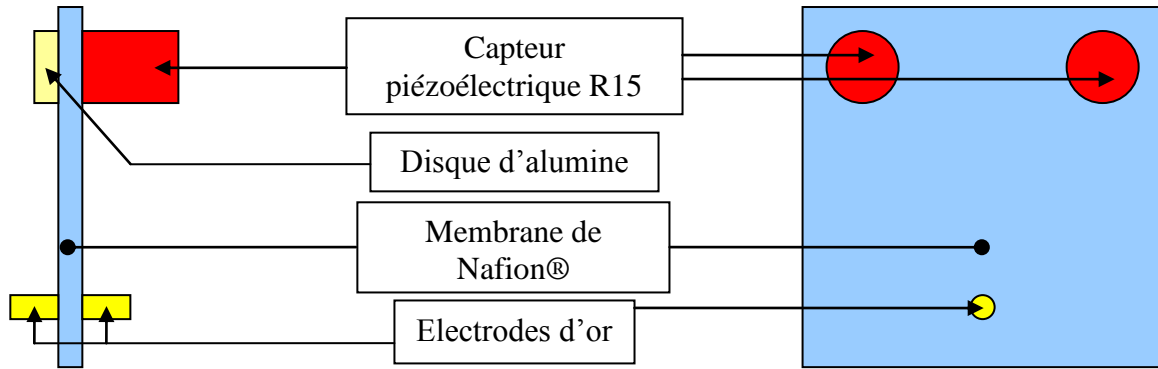 Capteur
piézoélectrique R15
Disque d'alumine
Membrane de
Nafion®
Electrodes d'or